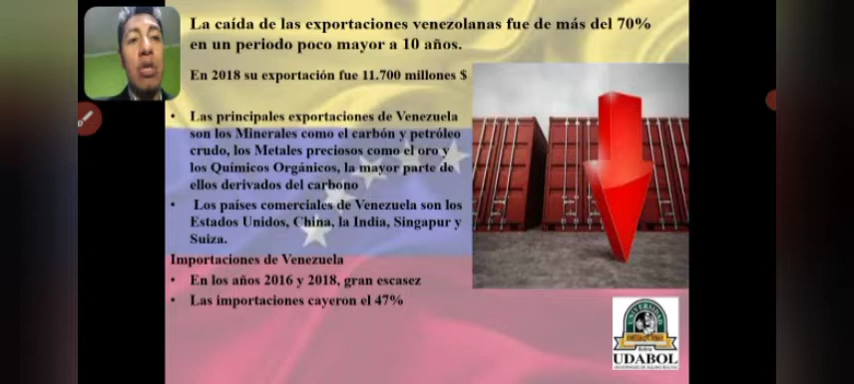 La caída de las exportaciones venezolanas fue de más del 70%
en un periodo poco mayor a 10 años.
En 2018 su exportación fue 11.700 millones $
• Las principales exportaciones de Venezuela
son los Minerales como el carbón y petróleo
crudo, los Metales preciosos como el oro y
los Químicos Orgánicos, la mayor parte de
ellos derivados del carbono
• Los países comerciales de Venezuela son los
Estados Unidos, China, la India, Singapur y
Suiza.
Importaciones de Venezuela
• En los años 2016 y 2018, gran escasez
• Las importaciones cayeron el 47%
UNIVERSIDAD
UDABOL